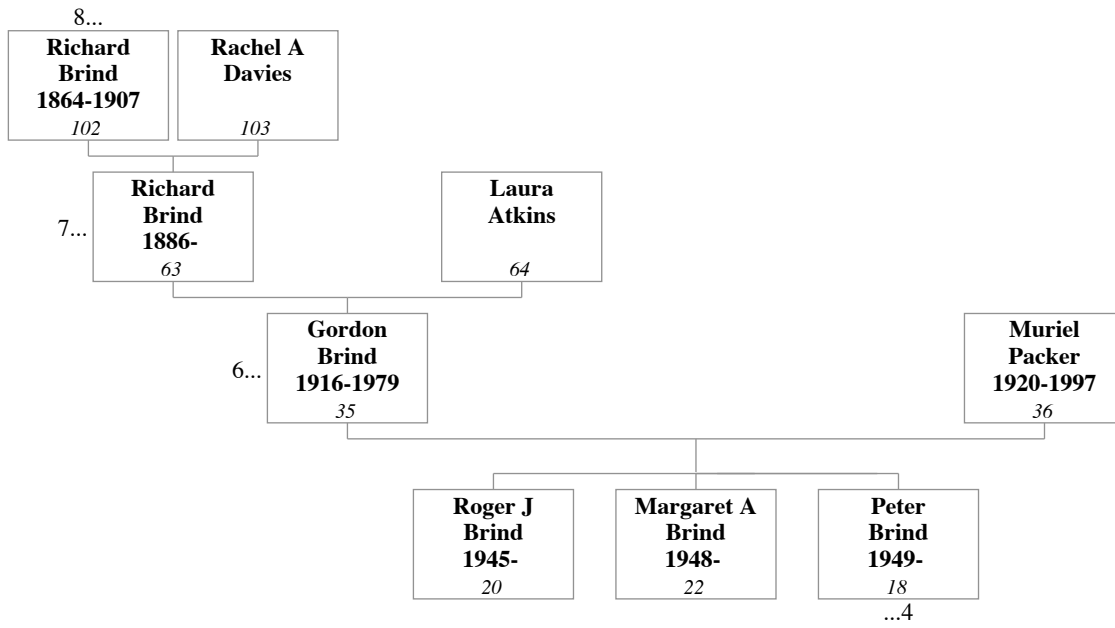 8...
Richard
Brind
1864-1907
102
Rachel A
Davies
103
7...
Richard
Brind
1886-
63
Laura
Atkins
64
6...
Gordon
Brind
1916-1979
35
Muriel
Packer
1920-1997
36
Roger J
Brind
1945-
20
Margaret A
Brind
1948-
22
Peter
Brind
1949-
18
...4